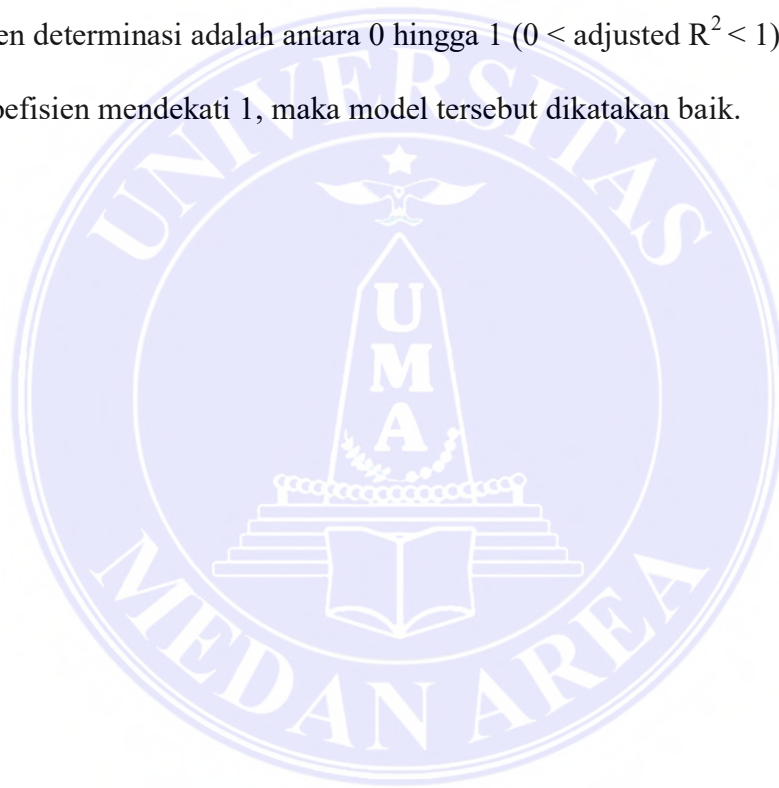 en determinasi adalah antara 0 hingga 1 (0 < adjusted R² < 1)
oefisien mendekati 1, maka model tersebut dikatakan baik.
UNIVERSITAS
U
M
A
MEDAN AREA